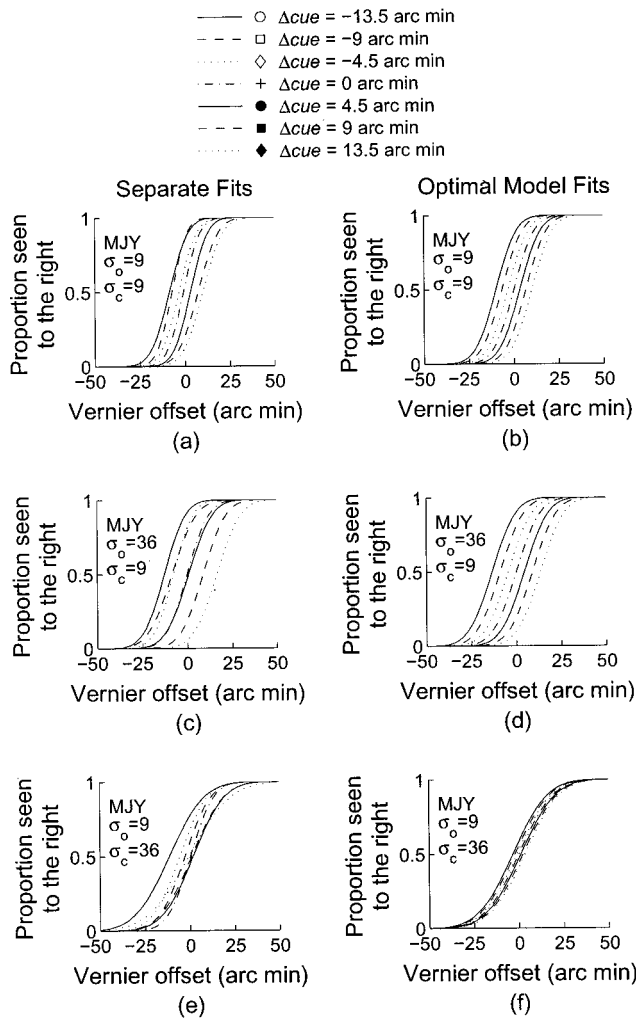 Δcue = −13.5 arc min
Δcue = −9 arc min
Δcue = −4.5 arc min
Δcue = 0 arc min
Δcue = 4.5 arc min
Δcue = 9 arc min
Δcue = 13.5 arc min
Separate Fits
Optimal Model Fits
Proportion seen
to the right
1
0.5
0
MJY
σo=9
σc=9
−50 −25 0 25 50
Vernier offset (arc min)
(a)
Proportion seen
to the right
1
0.5
0
MJY
σo=9
σc=9
−50 −25 0 25 50
Vernier offset (arc min)
(b)
Proportion seen
to the right
1
0.5
0
MJY
σo=36
σc=9
−50 −25 0 25 50
Vernier offset (arc min)
(c)
Proportion seen
to the right
1
0.5
0
MJY
σo=36
σc=9
−50 −25 0 25 50
Vernier offset (arc min)
(d)
Proportion seen
to the right
1
0.5
0
MJY
σo=9
σc=36
−50 −25 0 25 50
Vernier offset (arc min)
(e)
Proportion seen
to the right
1
0.5
0
MJY
σo=9
σc=36
−50 −25 0 25 50
Vernier offset (arc min)
(f)